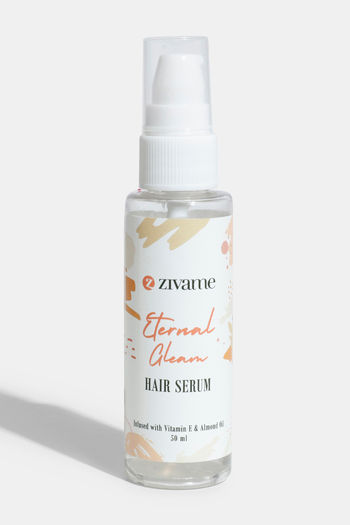 zivame
Eternal
Gleam
HAIR SERUM
Infused with Vitamin E & Almond Oil
50 ml